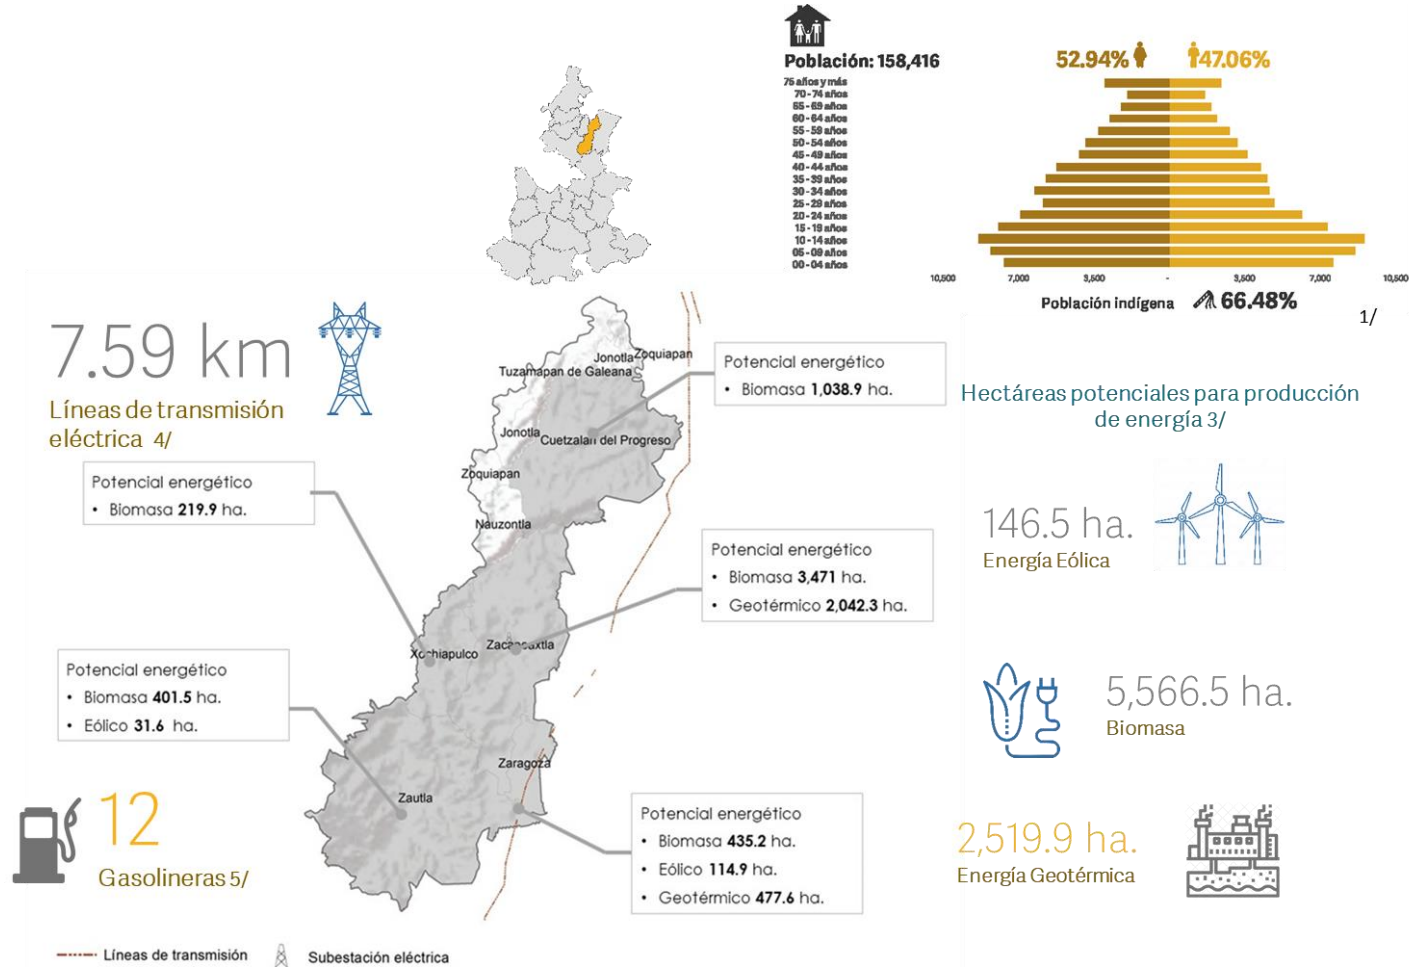 Población: 158,416
52.94%
47.06%
75 años y más
70 - 74 años
65 - 69 años
60 - 64 años
55 - 59 años
50 - 54 años
45 - 49 años
40 - 44 años
35 - 39 años
30 - 34 años
25 - 29 años
20 - 24 años
15 - 19 años
10 - 14 años
05 - 09 años
00 - 04 años
10,500 7,000 3,500 - 3,500 7,000 10,500
Población indígena 66.48%
1/
7.59 km
Líneas de transmisión
eléctrica 4/
Potencial energético
• Biomasa 219.9 ha.
Potencial energético
• Biomasa 401.5 ha.
• Eólico 31.6 ha.
12
Gasolineras 5/
Jonotla
Zoquiapan
Tuzamapan de Galeana
Jonotla
Cuetzalan del Progreso
Zoquiapan
Nauzontla
Xochiapulco
Zacapoaxtla
Zaragoza
Zautla
Potencial energético
• Biomasa 1,038.9 ha.
Potencial energético
• Biomasa 3,471 ha.
• Geotérmico 2,042.3 ha.
Potencial energético
• Biomasa 435.2 ha.
• Eólico 114.9 ha.
• Geotérmico 477.6 ha.
Hectáreas potenciales para producción
de energía 3/
146.5 ha.
Energía Eólica
5,566.5 ha.
Biomasa
2,519.9 ha.
Energía Geotérmica
Líneas de transmisión
Subestación eléctrica